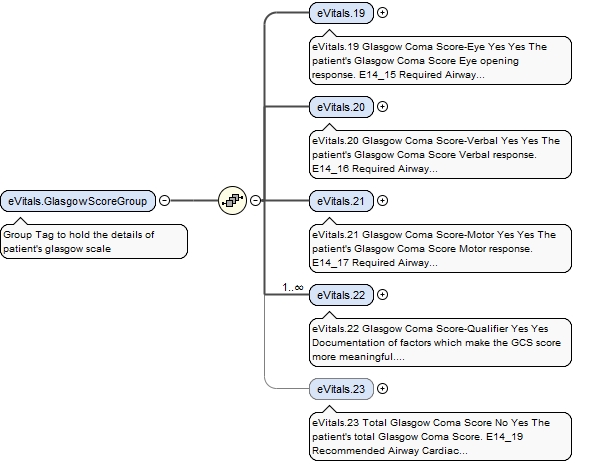 eVitals.19
eVitals.19 Glasgow Coma Score-Eye Yes Yes The
patient's Glasgow Coma Score Eye opening
response. E14_15 Required Airway...
eVitals.20
eVitals.20 Glasgow Coma Score-Verbal Yes Yes The
patient's Glasgow Coma Score Verbal response.
E14_16 Required Airway...
eVitals.GlasgowScoreGroup
Group Tag to hold the details of
patient's glasgow scale
eVitals.21
eVitals.21 Glasgow Coma Score-Motor Yes Yes The
patient's Glasgow Coma Score Motor response.
E14_17 Required Airway...
1..∞
eVitals.22
eVitals.22 Glasgow Coma Score-Qualifier Yes Yes
Documentation of factors which make the GCS score
more meaningful....
eVitals.23
eVitals.23 Total Glasgow Coma Score No Yes The
patient's total Glasgow Coma Score. E14_19
Recommended Airway Cardiac...